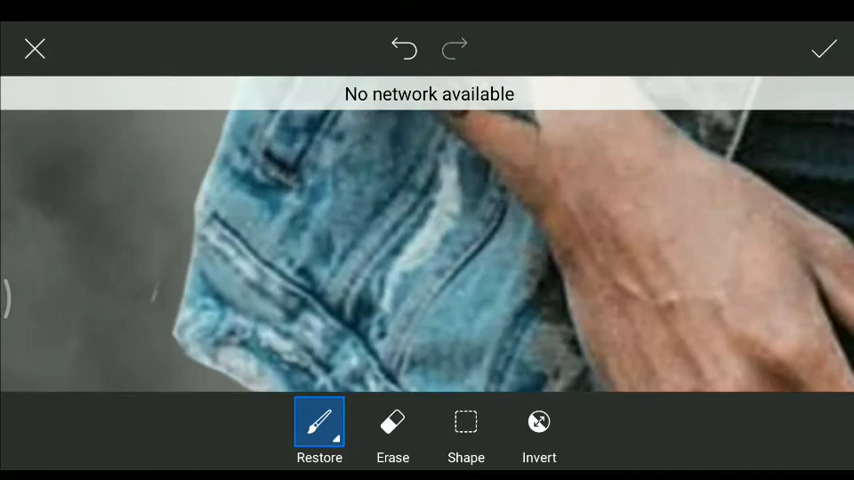 No network available
Restore
Erase
Shape
Invert